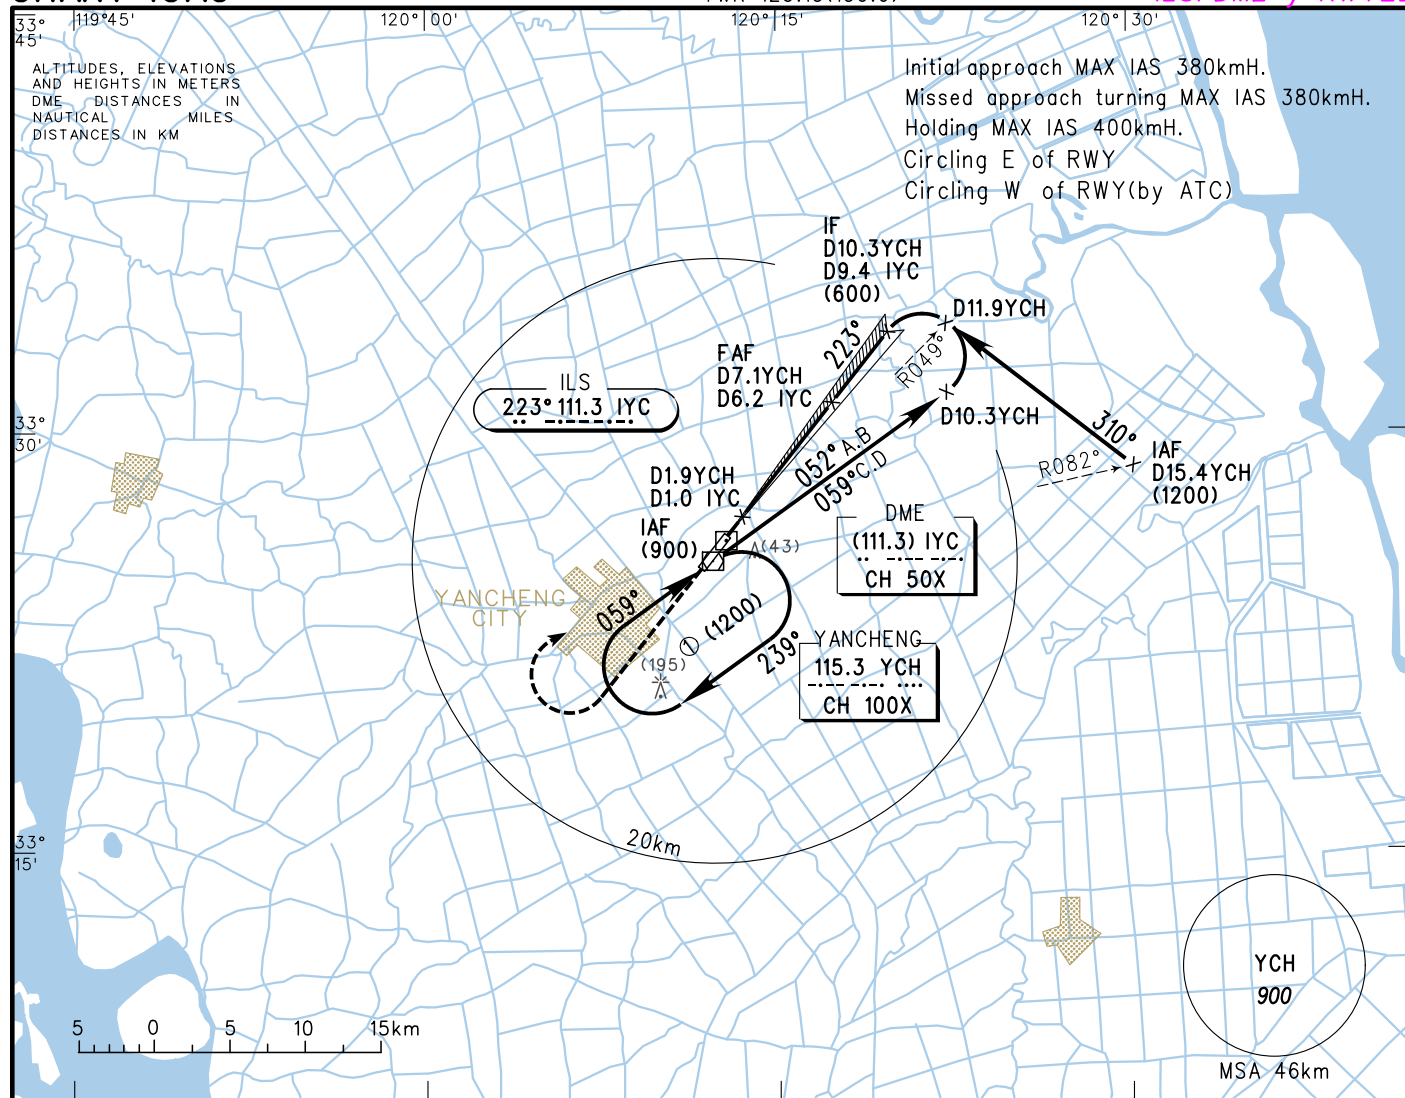 119°45'
120°00'
120°15'
120°30'
33°
45'
ALTITUDES, ELEVATIONS
AND HEIGHTS IN METERS
DME DISTANCES IN
NAUTICAL MILES
DISTANCES IN KM
Initial approach MAX IAS 380kmH.
Missed approach turning MAX IAS 380kmH.
Holding MAX IAS 400kmH.
Circling E of RWY
Circling W of RWY(by ATC)
IF
D10.3YCH
D9.4 IYC
(600)
D11.9YCH
223°
R049°
FAF
D7.1YCH
D6.2 IYC
ILS
223° 111.3 IYC
D10.3YCH
33°
30'
310°
IAF
D15.4YCH
(1200)
R082°
052° A.B
059° C.D
D1.9YCH
D1.0 IYC
IAF
(900)
(43)
DME
(111.3) IYC
CH 50X
YANCHENG
CITY
059°
(1200)
239°
(195)
YANCHENG
115.3 YCH
CH 100X
20km
33°
15'
YCH
900
MSA 46km
5 0 5 10 15km